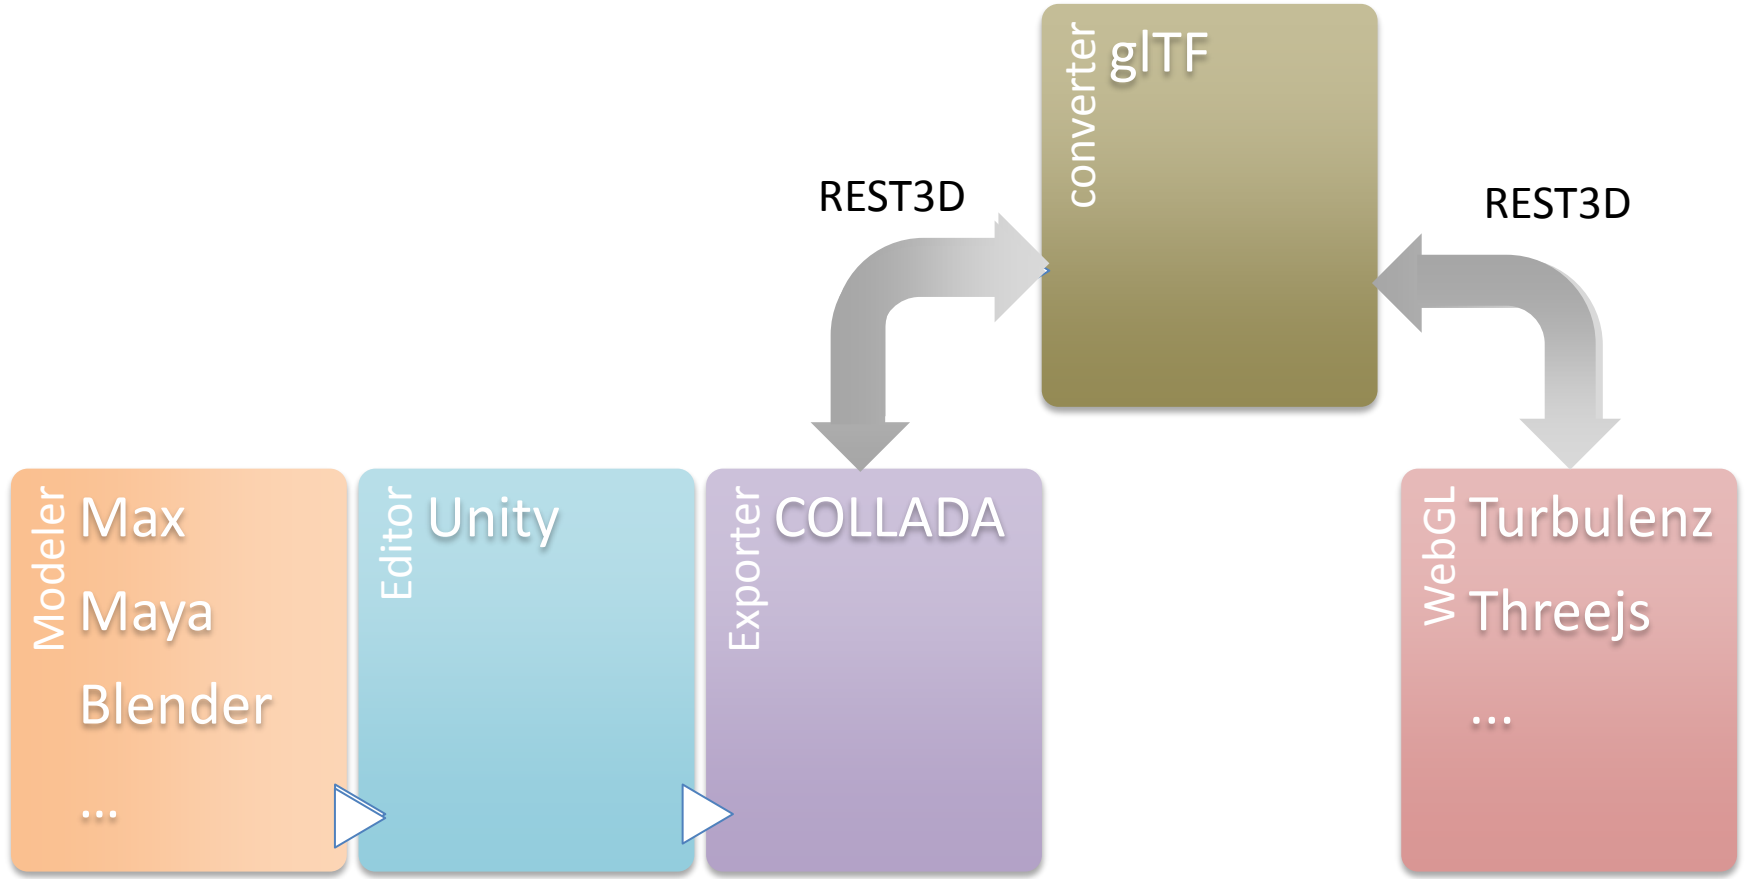 converter
glTF
REST3D
REST3D
Modeler
Max
Maya
Blender
...
Editor
Unity
Exporter
COLLADA
WebGL
Turbulenz
Threejs
...